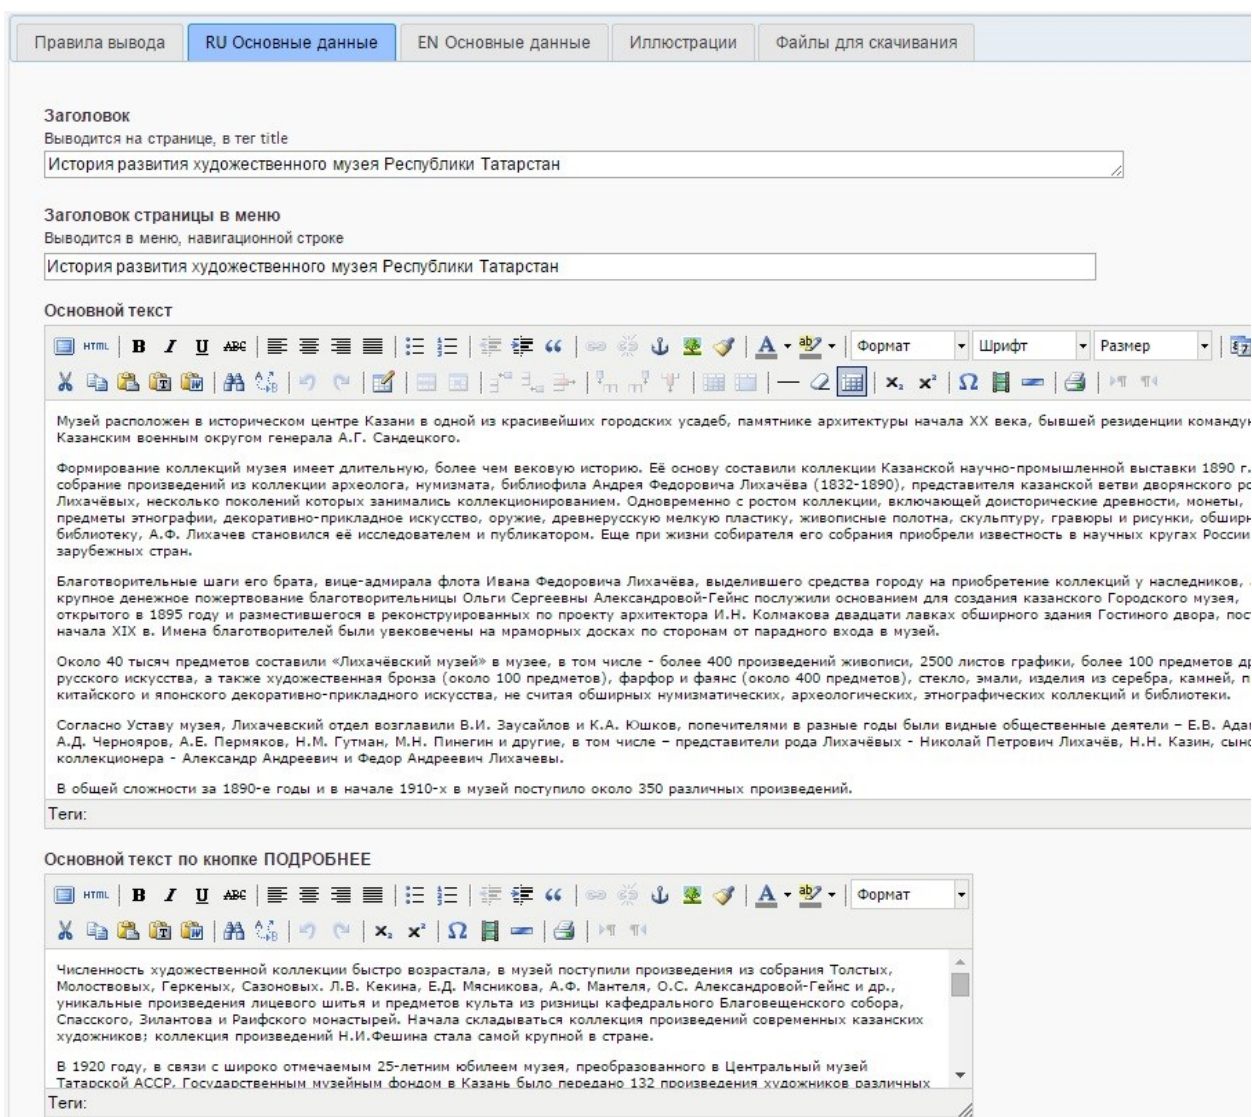 Правила вывода RU Основные данные EN Основные данные Иллюстрации Файлы для скачивания
Заголовок
Выводится на странице, в тег title
История развития художественного музея Республики Татарстан
Заголовок страницы в меню
Выводится в меню, навигационной строке
История развития художественного музея Республики Татарстан
Основной текст
HTML B I U ABC A ab Формат Шрифт Размер
Музей расположен в историческом центре Казани в одной из красивейших городских усадеб, памятнике архитектуры начала XX века, бывшей резиденции
Казанским военным округом генерала А.Г. Сандецкого.
Формирование коллекций музея имеет длительную, более чем вековую историю. Её основу составили коллекции Казанской научно-промышленной выставки 1890 г.
собрание произведений из коллекции археолога, нумизмата, библиофила Андрея Федоровича Лихачёва (1832-1890), представителя казанской ветви дворянского
Лихачёвых, несколько поколений которых занимались коллекционированием. Одновременно с ростом коллекции, включающей доисторические древности, монеты,
предметы этнографии, декоративно-прикладное искусство, оружие, древнерусскую мелкую пластику, живописные полотна, скульптуру, гравюры и рисунки,
библиотеку, А.Ф. Лихачев становился её исследователем и публикатором. Еще при жизни собирателя его собрания приобрели известность в научных кругах России
зарубежных стран.
Благотворительные шаги его брата, вице-адмирала флота Ивана Федоровича Лихачёва, выделившего средства городу на приобретение коллекций у наследников,
крупное денежное пожертвование благотворительницы Ольги Сергеевны Александровой-Гейнс послужили основанием для создания казанского Городского музея,
открытого в 1895 году и разместившегося в реконструированных по проекту архитектора И.Н. Колмакова двадцати лавках обширного здания Гостиного двора,
начала XIX в. Имена благотворителей были увековечены на мраморных досках по сторонам от парадного входа в музей.
Около 40 тысяч предметов составили «Лихачёвский музей» в музее, в том числе - более 400 произведений живописи, 2500 листов графики, более 100 предметов
русского искусства, а также художественная бронза (около 100 предметов), фарфор и фаянс (около 400 предметов), стекло, эмали, изделия из серебра, камней,
китайского и японского декоративно-прикладного искусства, не считая обширных нумизматических, археологических, этнографических коллекций и библиотеки.
Согласно Уставу музея, Лихачевский отдел возглавили В.И. Заусайлов и К.А. Юшков, попечителями в разные годы были видные общественные деятели – Е.В.
А.Д. Чернояров, А.Е. Пермяков, Н.М. Гутман, М.Н. Пинегин и другие, в том числе – представители рода Лихачёвых - Николай Петрович Лихачёв, Н.Н. Казин,
коллекционера - Александр Андреевич и Федор Андреевич Лихачевы.
В общей сложности за 1890-е годы и в начале 1910-х в музей поступило около 350 различных произведений.
Теги:
Основной текст по кнопке ПОДРОБНЕЕ
HTML B I U ABC A ab Формат
Численность художественной коллекции быстро возрастала, в музей поступили произведения из собрания Толстых,
Молоствовых, Геркеных, Сазоновых. Л.В. Кекина, Е.Д. Мясникова, А.Ф. Мантеля, О.С. Александровой-Гейнс и др.,
уникальные произведения лицевого шитья и предметов культа из ризницы кафедрального Благовещенского собора,
Спасского, Зилантова и Раифского монастырей. Начала складываться коллекция произведений современных казанских
художников; коллекция произведений Н.И.Фешина стала самой крупной в стране.
В 1920 году, в связи с широко отмечаемым 25-летним юбилеем музея, преобразованного в Центральный музей
Татарской АССР, Государственным музейным фондом в Казань было передано 132 произведения художников различных
Теги: